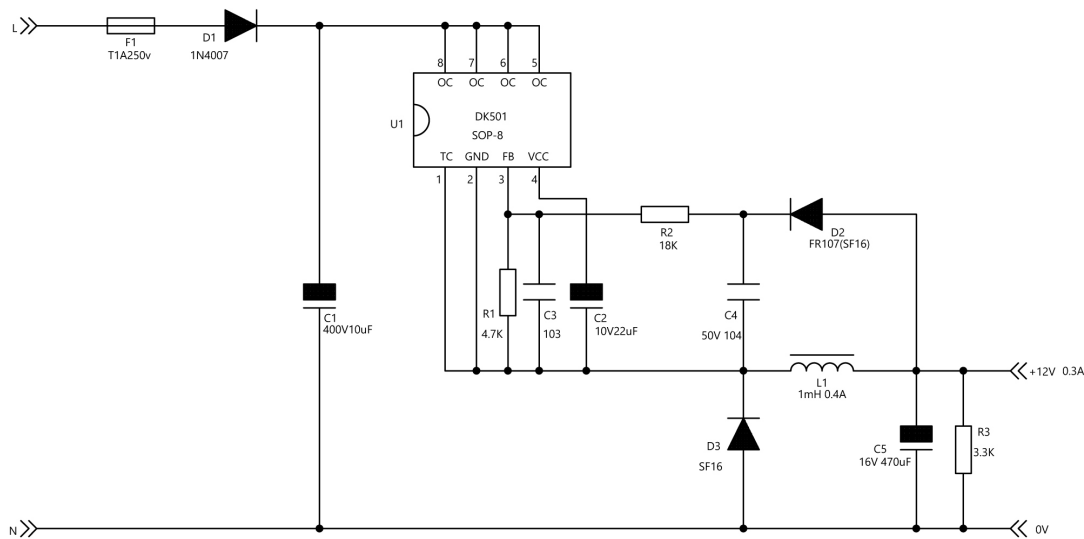 L
F1
T1A250v
D1
1N4007
8
7
6
5
OC
OC
OC
OC
U1
DK501
SOP-8
TC
GND
FB
VCC
1
2
3
4
R2
18K
D2
FR107(SF16)
C1
400V10uF
R1
4.7K
C3
103
C2
10V22uF
C4
50V 104
L1
1mH 0.4A
+12V 0.3A
D3
SF16
C5
16V 470uF
R3
3.3K
N
0V